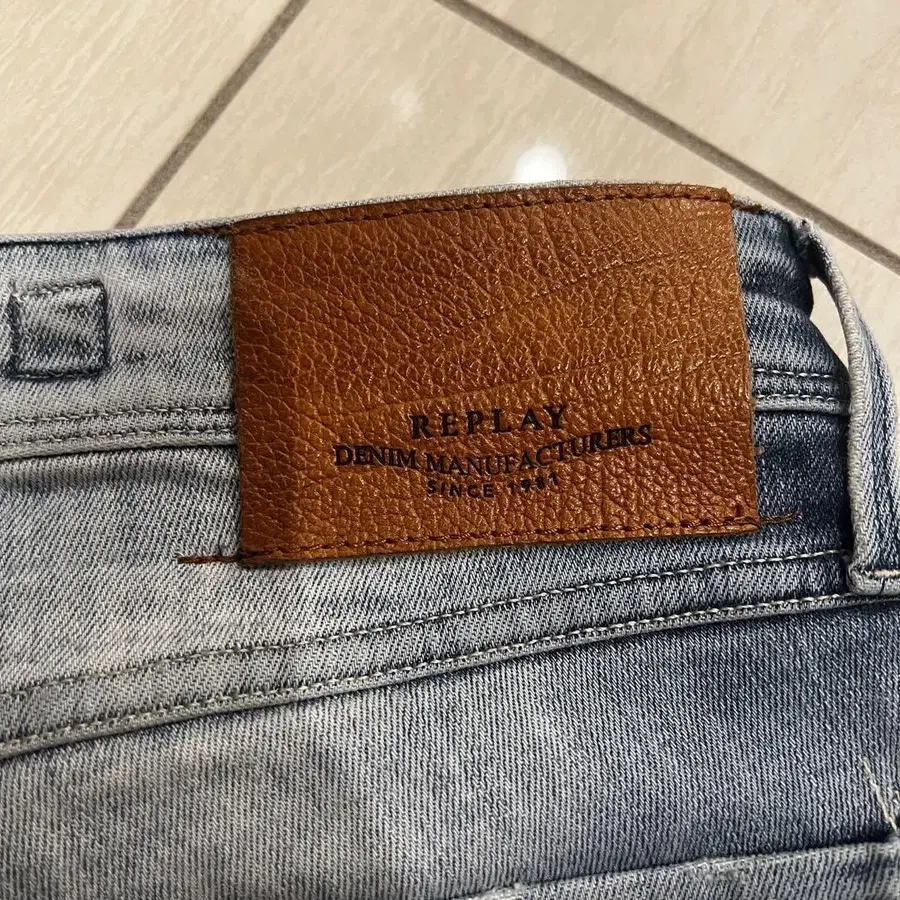 REPLAY
DENIM MANUFACTURERS
SINCE 1981